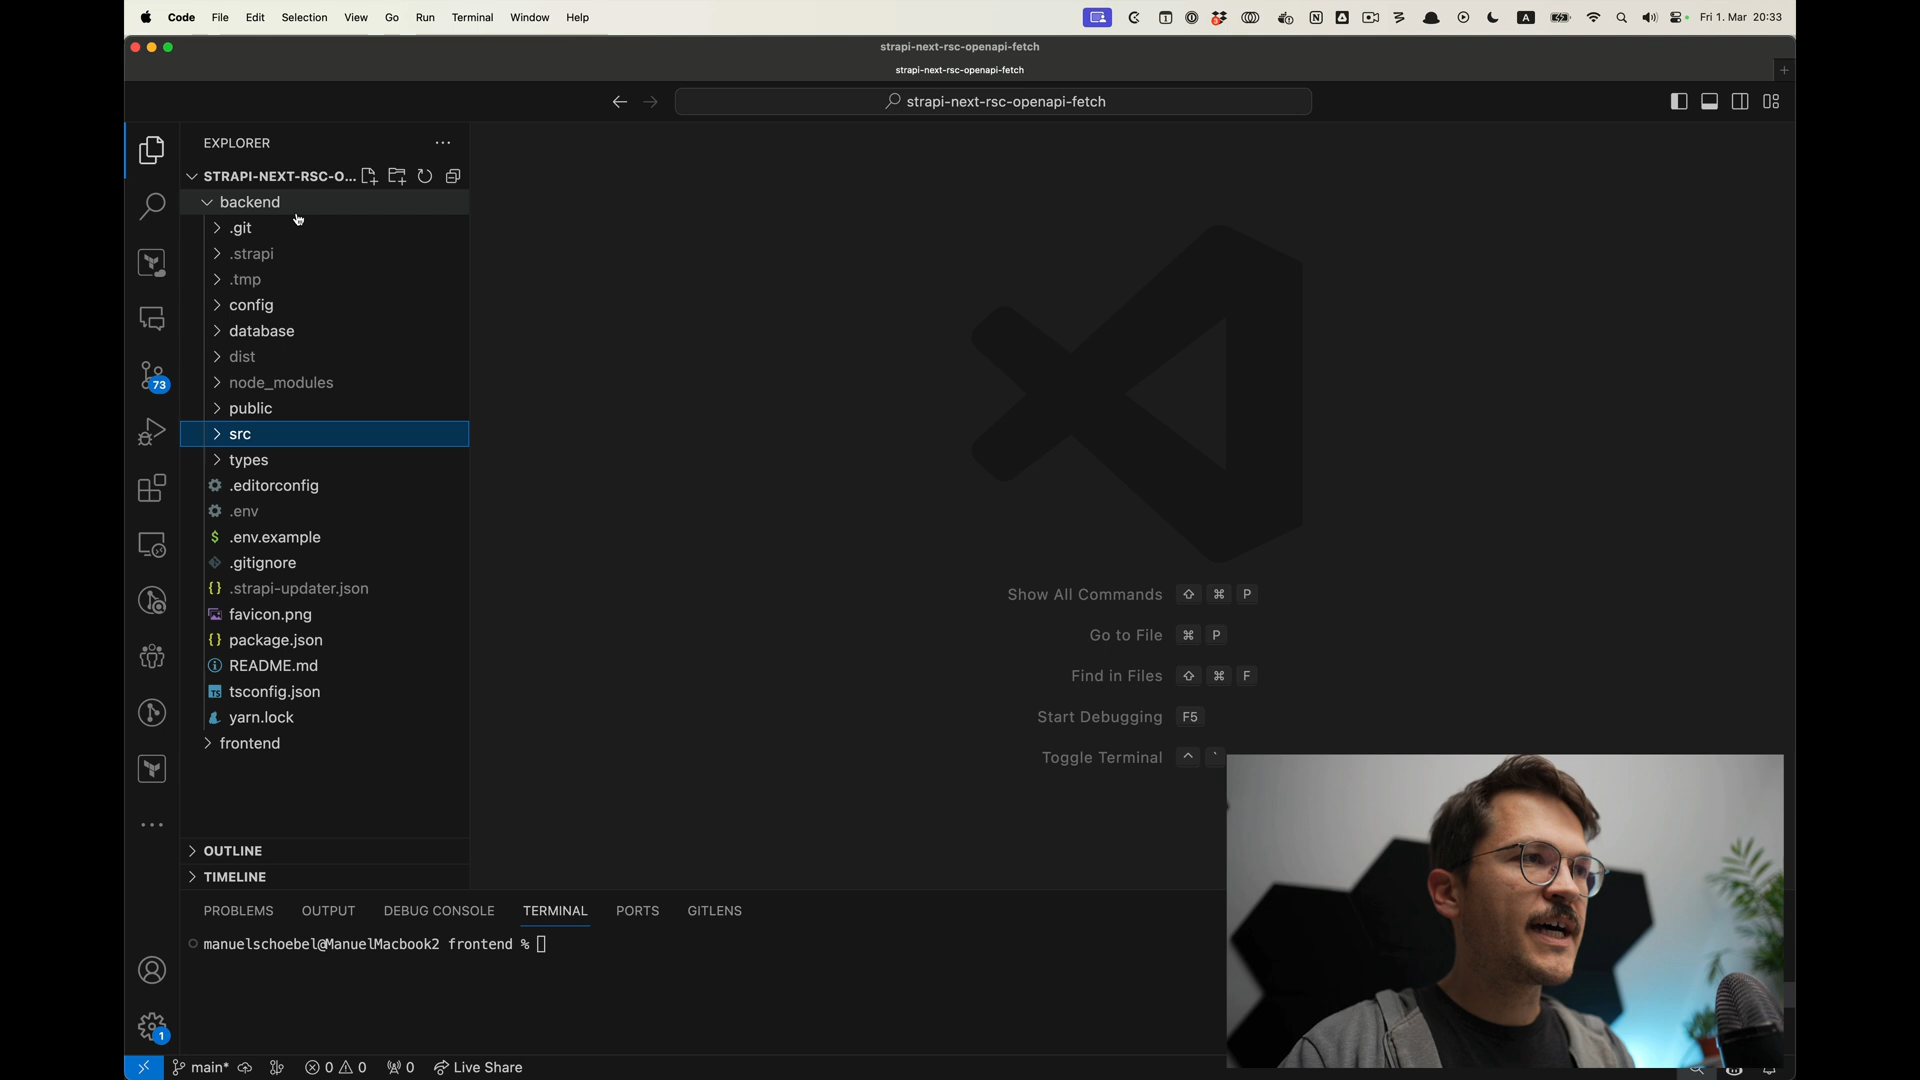 Code File Edit Selection View Go Run Terminal Window Help
A
Fri 1. Mar 20:33
strapi-next-rsc-openapi-fetch
strapi-next-rsc-openapi-fetch
strapi-next-rsc-openapi-fetch
EXPLORER
STRAPI-NEXT-RSC-O...
backend
.git
.strapi
.tmp
config
database
dist
node_modules
public
src
types
.editorconfig
.env
$ .env.example
.gitignore
{} .strapi-updater.json
favicon.png
{} package.json
README.md
TS tsconfig.json
yarn.lock
frontend
73
OUTLINE
TIMELINE
1
Show All Commands ⇧ ⌘ P
Go to File ⌘ P
Find in Files ⇧ ⌘ F
Start Debugging F5
Toggle Terminal ^ `
PROBLEMS OUTPUT DEBUG CONSOLE TERMINAL PORTS GITLENS
manuelschoebel@ManuelMacbook2 frontend %
main* 0 0 0 Live Share